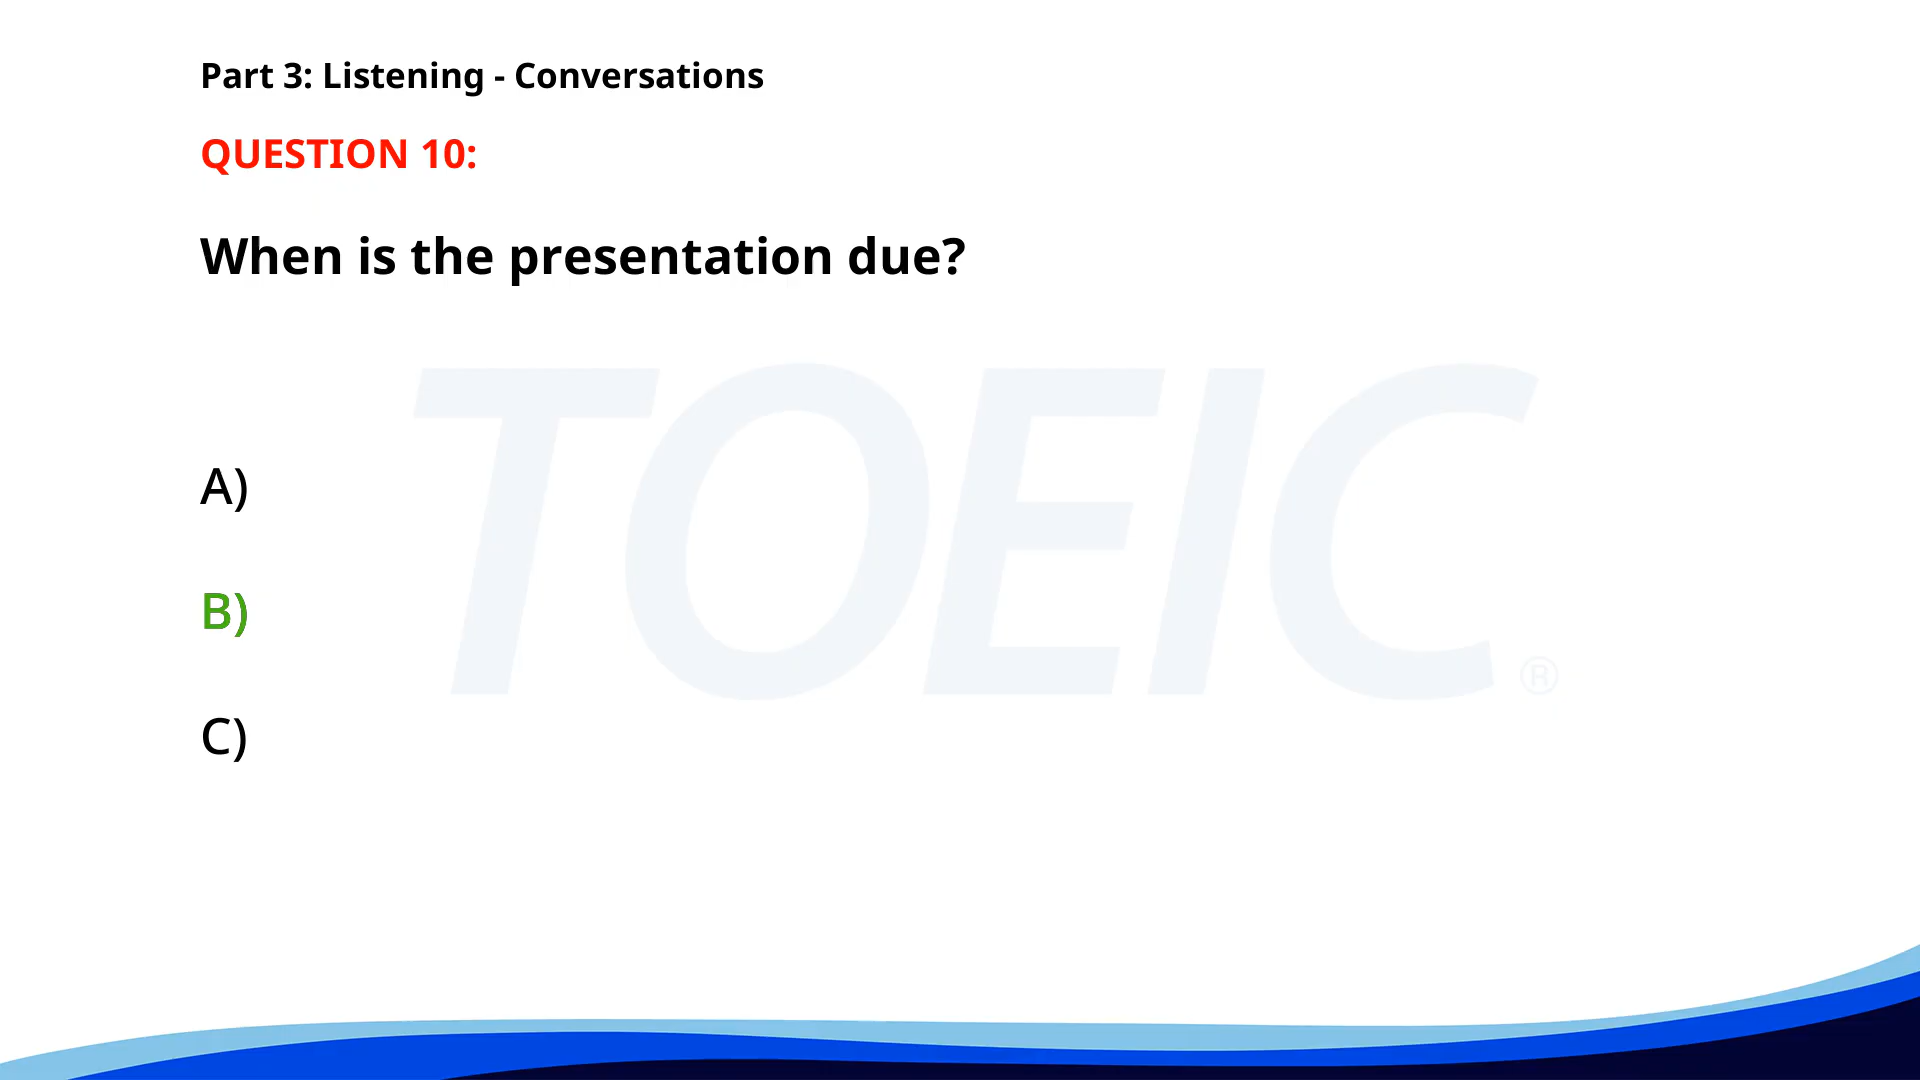 Part 3: Listening - Conversations
QUESTION 10:
When is the presentation due?
TOEIC®
A)
B)
C)